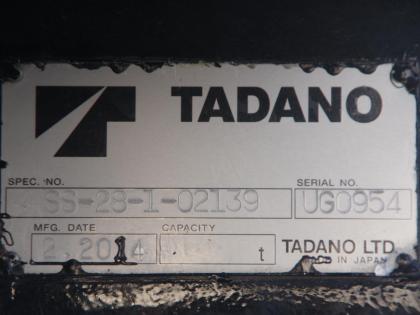 TADANO
SPEC. NO. SERIAL NO.
SS-28-1-02139 UG0954
MFG. DATE CAPACITY
2.2014 t TADANO LTD.
MADE IN JAPAN